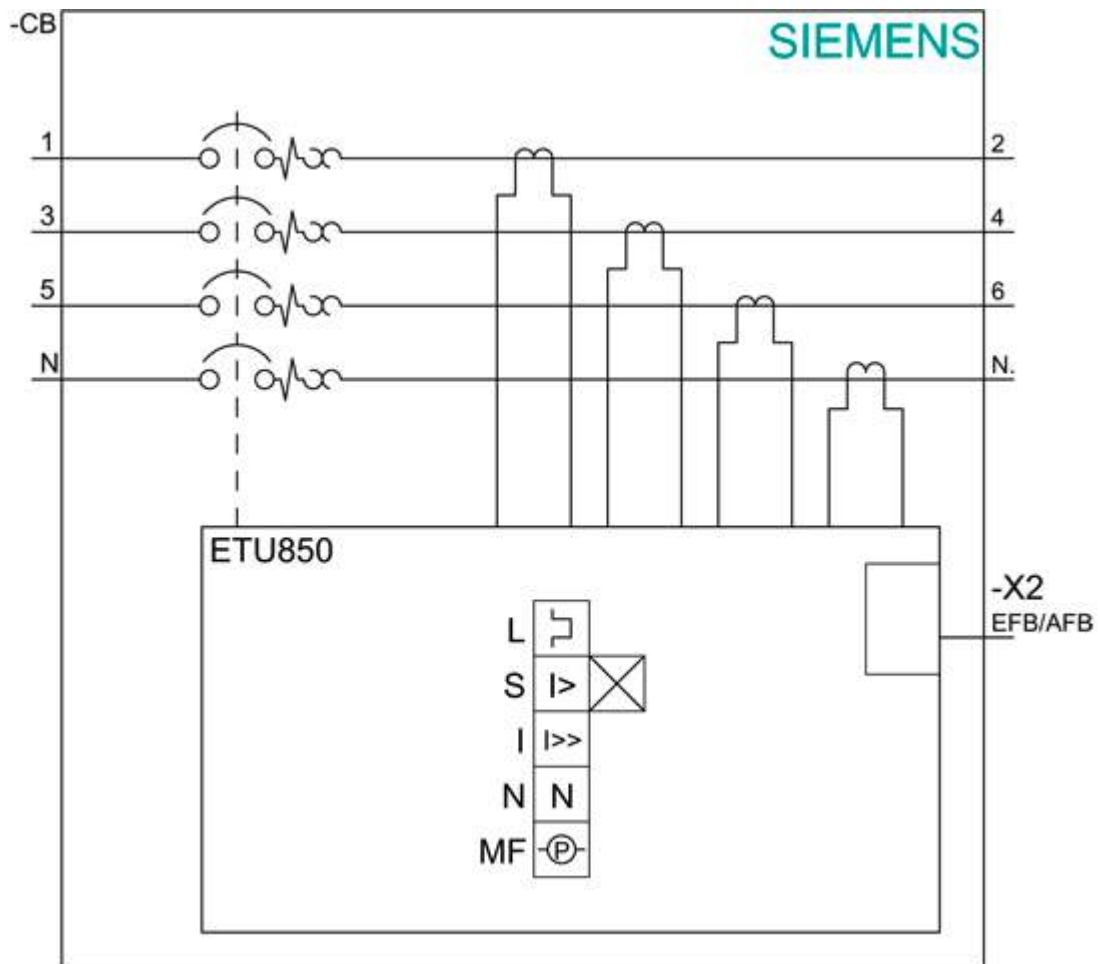 -CB
SIEMENS
1 2
3 4
5 6
N N.
ETU850
-X2
EFB/AFB
L
S I>
I I>>
N N
MF P